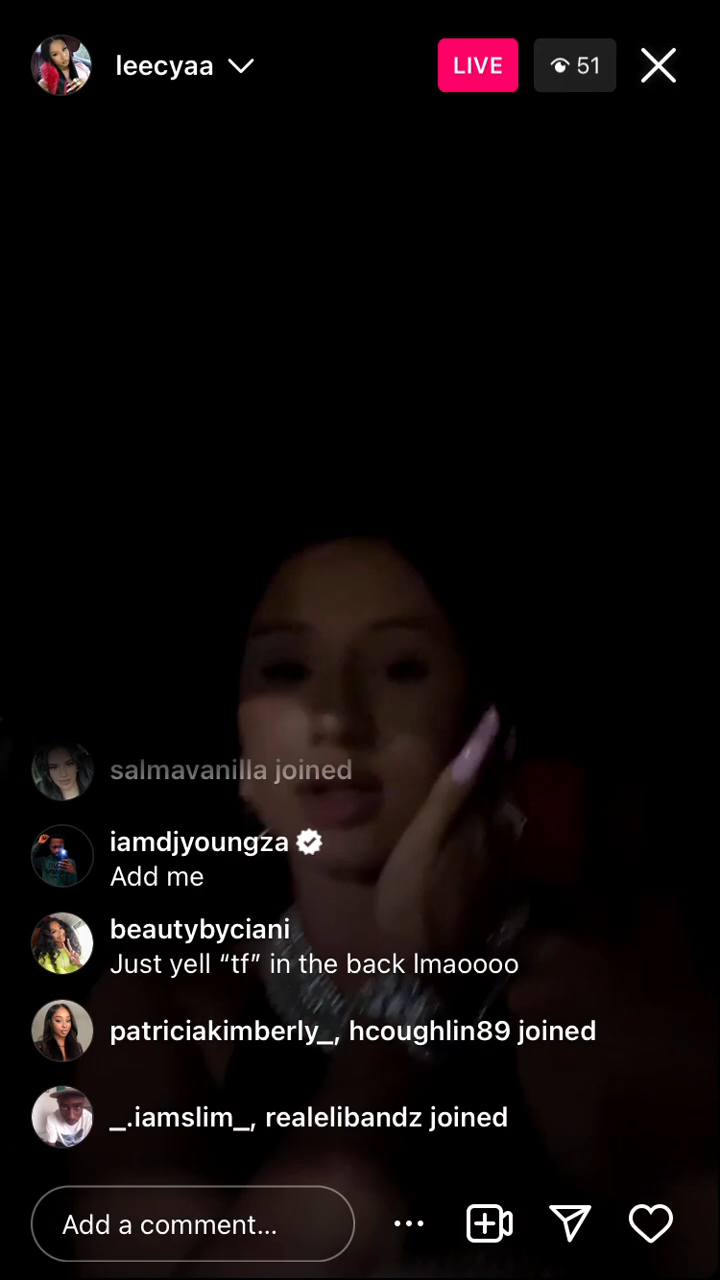 leecyaa
LIVE
51
salmavanilla joined
iamdjyoungza
Add me
beautybyciani
Just yell “tf” in the back lmaoooo
patriciakimberly_, hcoughlin89 joined
_.iamslim_, realelibandz joined
Add a comment...